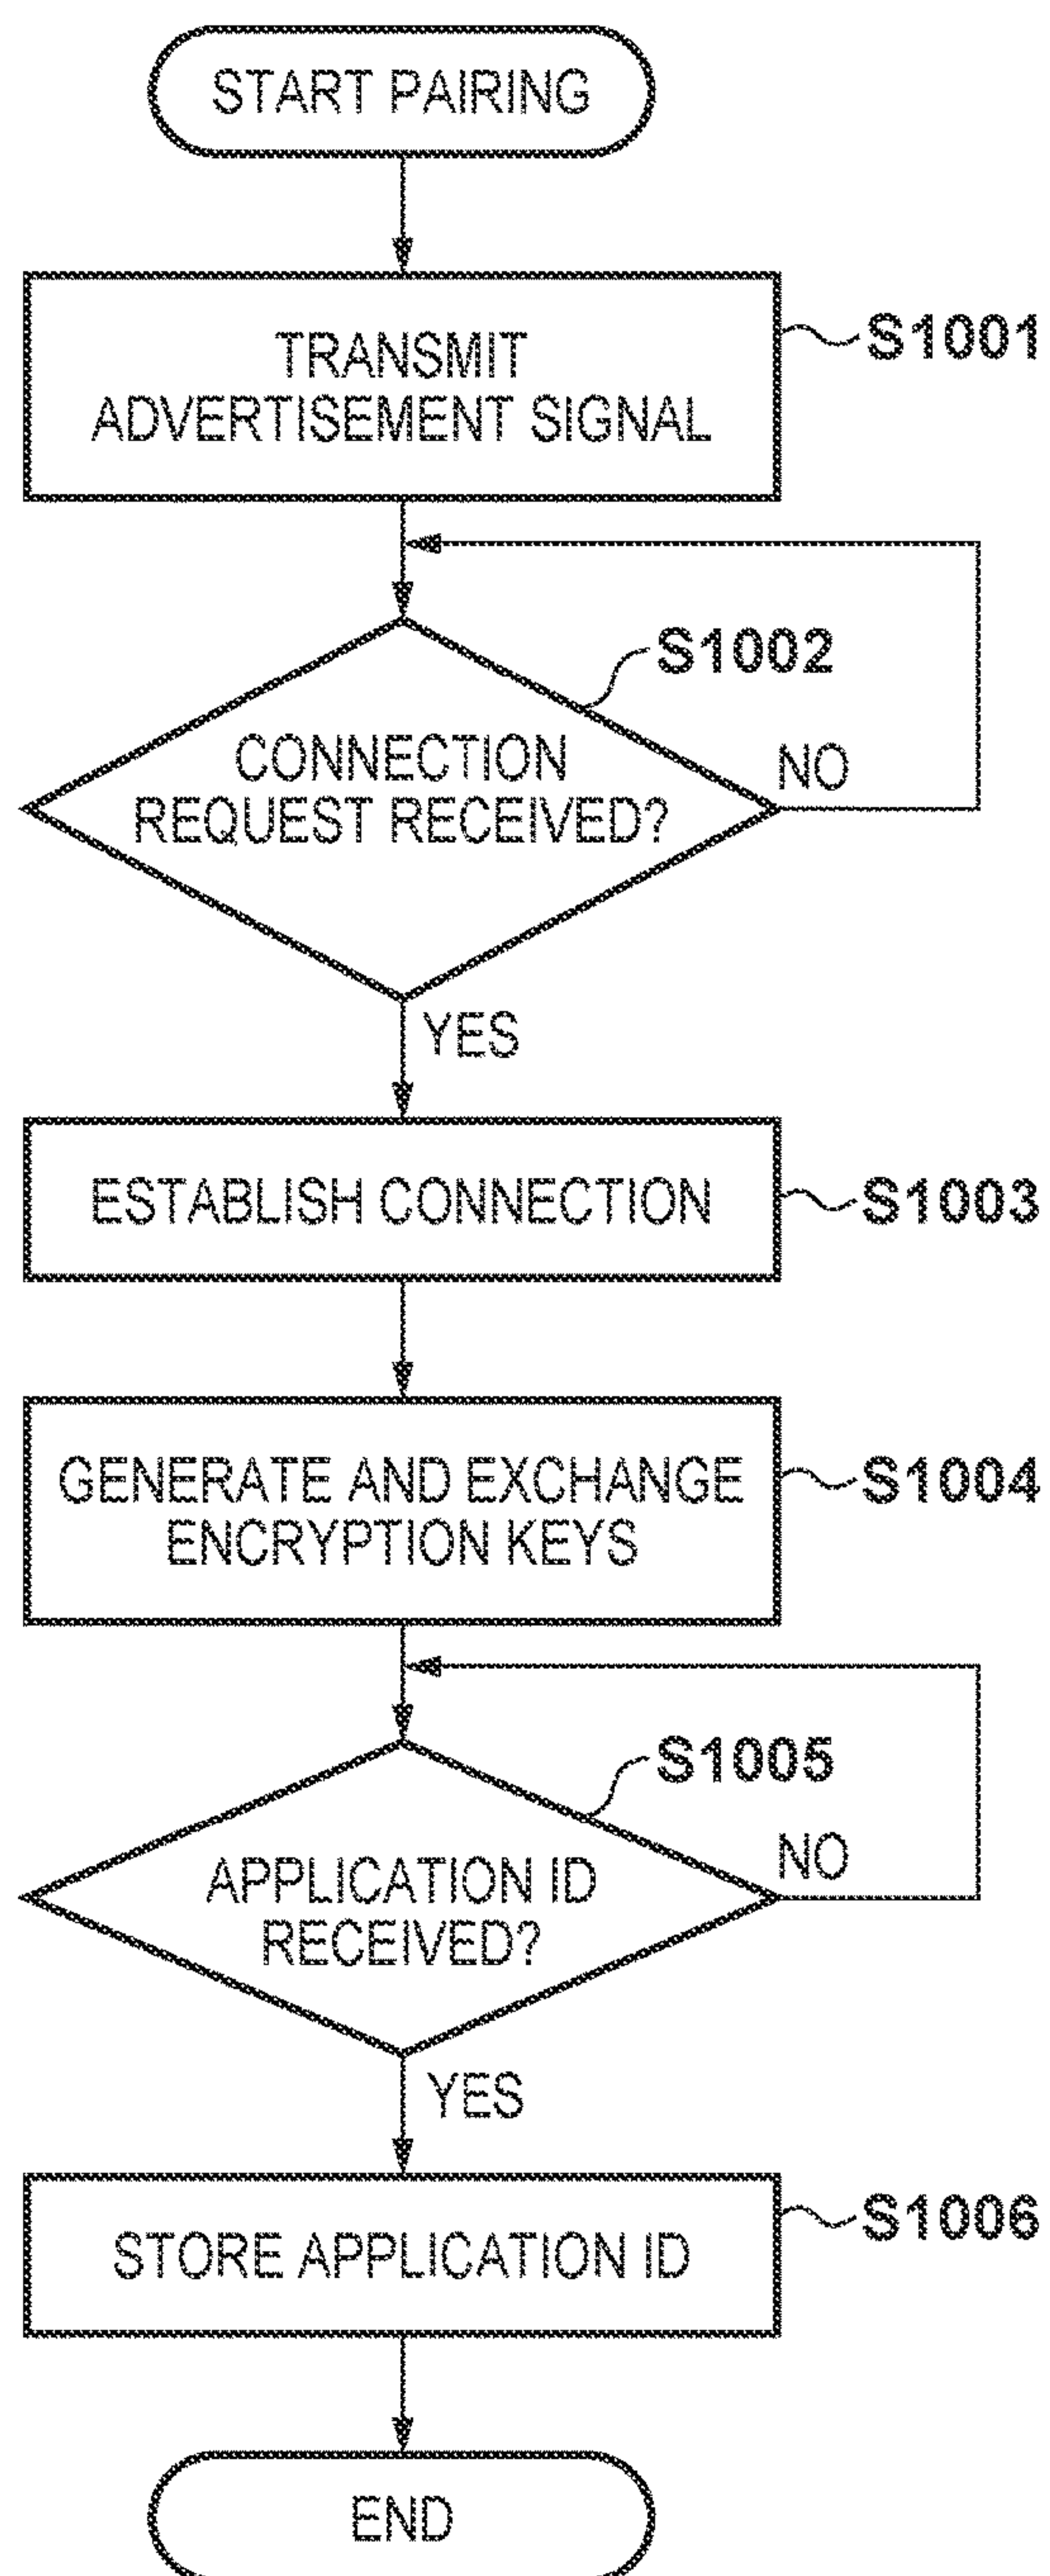 START PAIRING
TRANSMIT
ADVERTISEMENT SIGNAL
S1001
S1002
CONNECTION
REQUEST RECEIVED?
NO
YES
ESTABLISH CONNECTION
S1003
GENERATE AND EXCHANGE
ENCRYPTION KEYS
S1004
S1005
APPLICATION ID
RECEIVED?
NO
YES
STORE APPLICATION ID
S1006
END